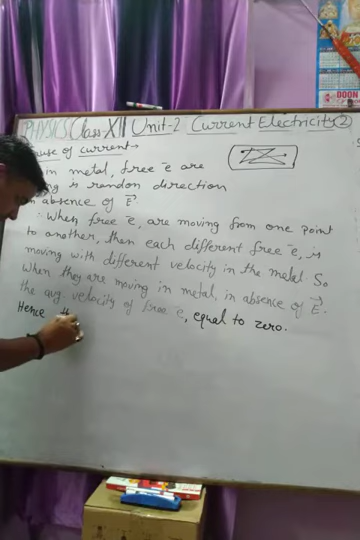 PHYSICS Class-XII Unit-2 Current Electricity(2)
use of current→
in metal, free e̅ are
is random direction
absence of E⃗.
∴ When free e̅, are moving from one point
to another, then each different free e̅, is
moving with different velocity in the metal So
When they are moving in metal, in absence of E⃗.
the avg velocity of free e̅, equal to zero.
Hence
DOON